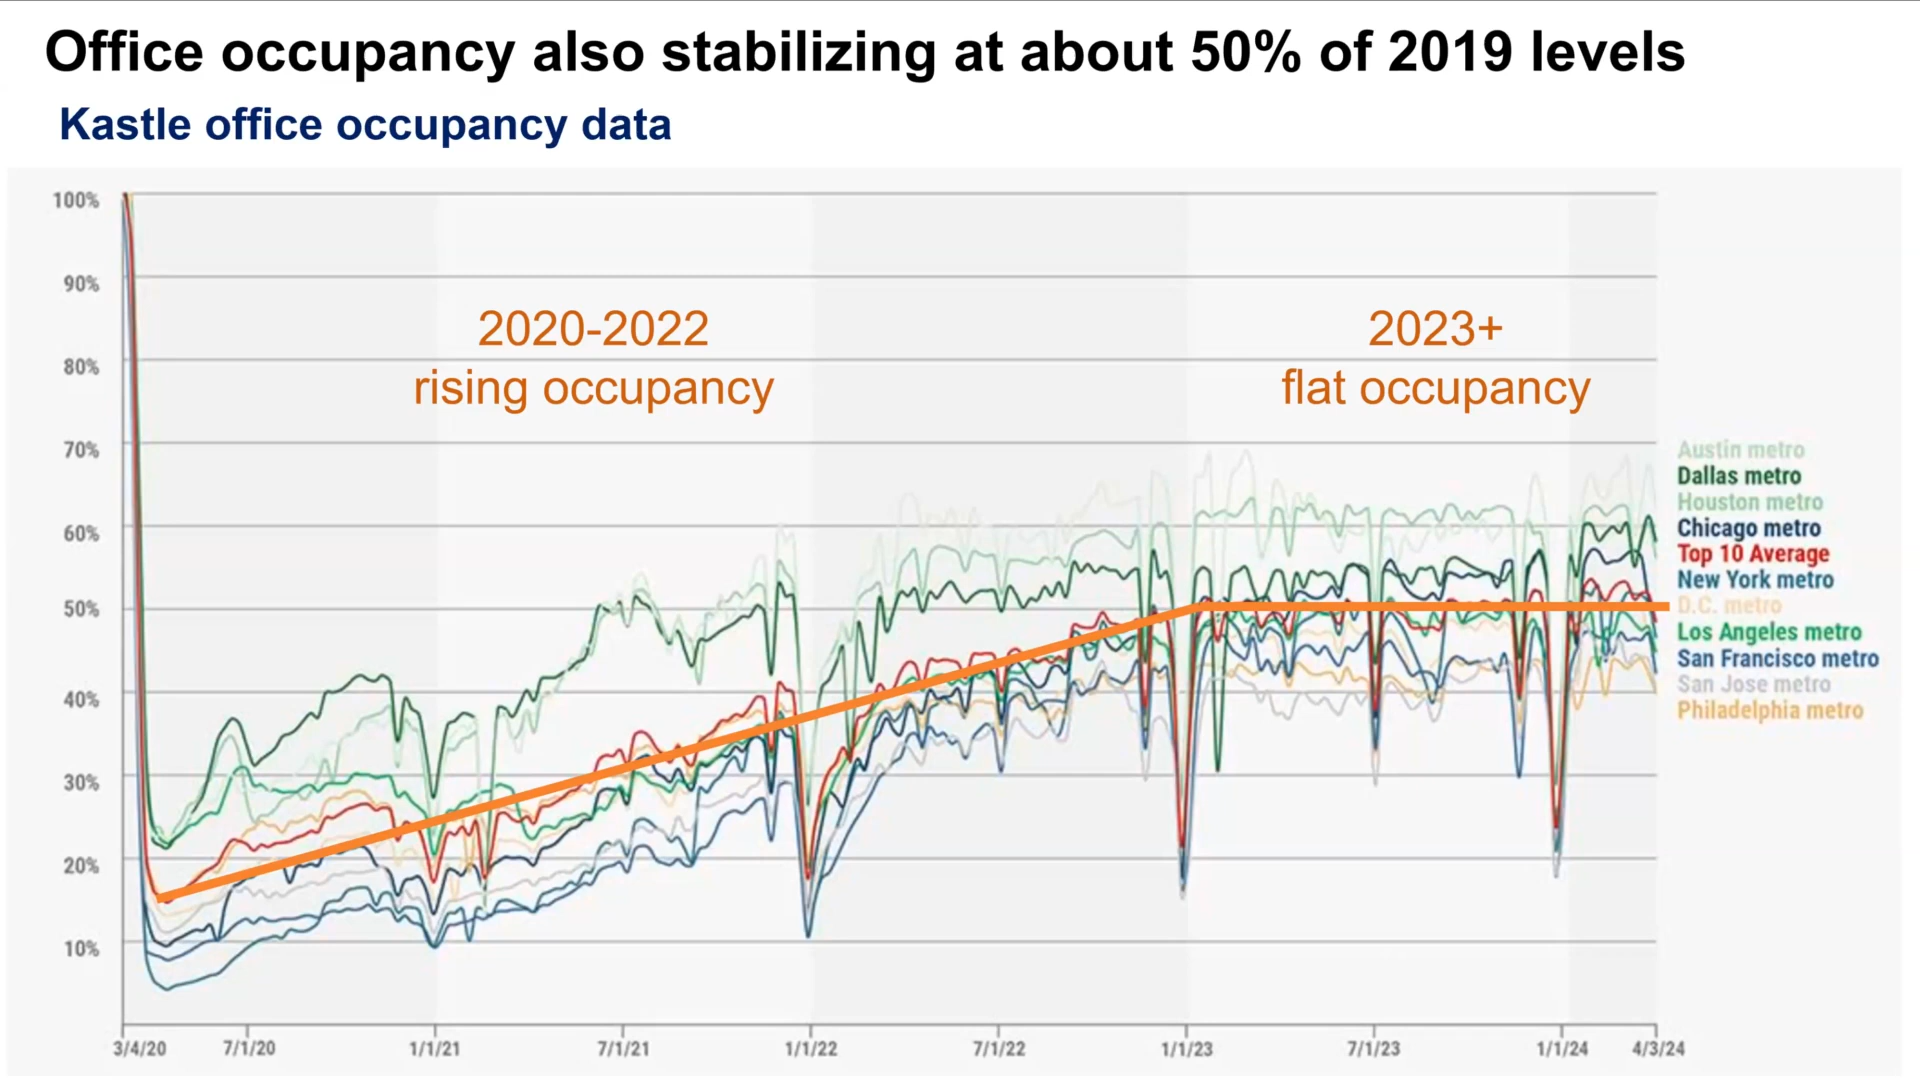 Office occupancy also stabilizing at about 50% of 2019 levels
Kastle office occupancy data
100%
90%
80%
70%
60%
50%
40%
30%
20%
10%
2020-2022
rising occupancy
2023+
flat occupancy
Austin metro
Dallas metro
Houston metro
Chicago metro
Top 10 Average
New York metro
D.C. metro
Los Angeles metro
San Francisco metro
San Jose metro
Philadelphia metro
3/4/20 7/1/20 1/1/21 7/1/21 1/1/22 7/1/22 1/1/23 7/1/23 1/1/24 4/3/24